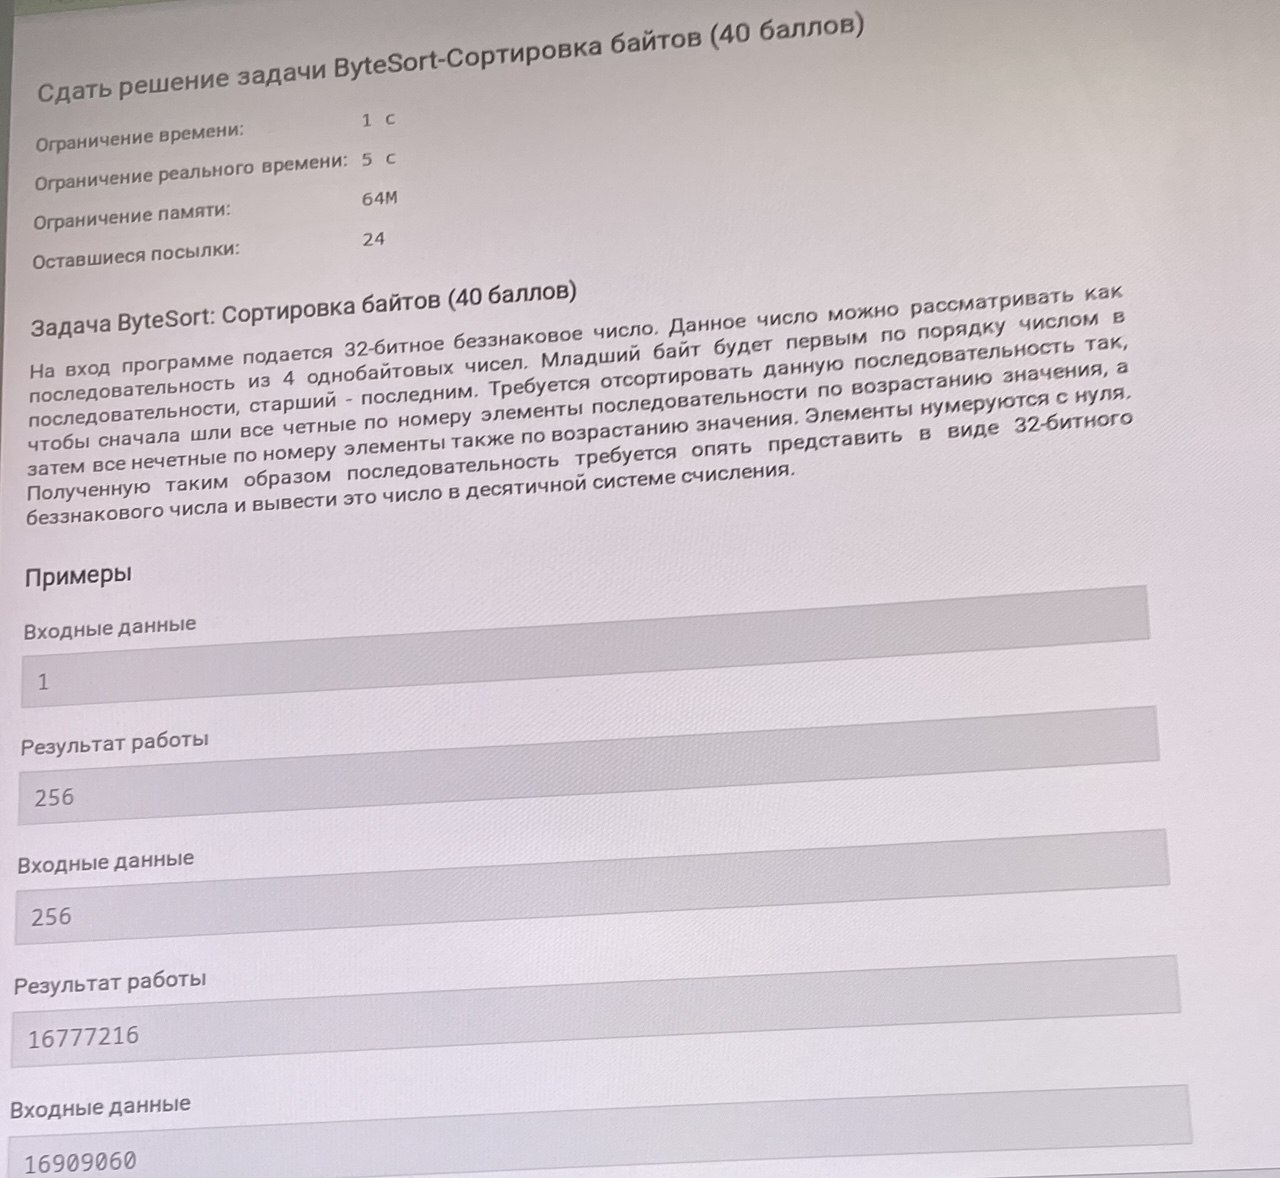 Сдать решение задачи ByteSort-Сортировка байтов (40 баллов)
Ограничение времени: 1 с
Ограничение реального времени: 5 с
Ограничение памяти: 64M
Оставшиеся посылки: 24
Задача ByteSort: Сортировка байтов (40 баллов)
На вход программе подается 32-битное беззнаковое число. Данное число можно рассматривать как
последовательность из 4 однобайтовых чисел. Младший байт будет первым по порядку числом в
последовательности, старший - последним. Требуется отсортировать данную последовательность так,
чтобы сначала шли все четные по номеру элементы последовательности по возрастанию значения, а
затем все нечетные по номеру элементы также по возрастанию значения. Элементы нумеруются с нуля.
Полученную таким образом последовательность требуется опять представить в виде 32-битного
беззнакового числа и вывести это число в десятичной системе счисления.
Примеры
Входные данные
1
Результат работы
256
Входные данные
256
Результат работы
16777216
Входные данные
16909060